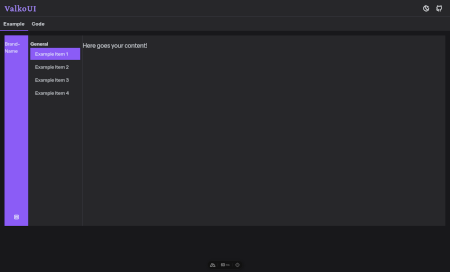 ValkoUI
Example Code
Brand-
Name
General
Example Item 1
Example Item 2
Example Item 3
Example Item 4
Here goes your content!